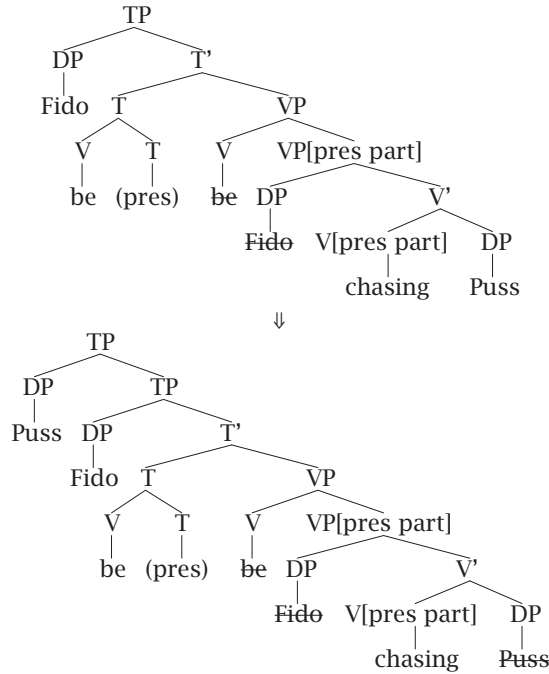 TP
DP T'
Fido T VP
V T V VP[pres part]
be (pres) be DP V'
Fido V[pres part] DP
chasing Puss
⇓
TP
DP TP
Puss DP T'
Fido T VP
V T V VP[pres part]
be (pres) be DP V'
Fido V[pres part] DP
chasing Puss